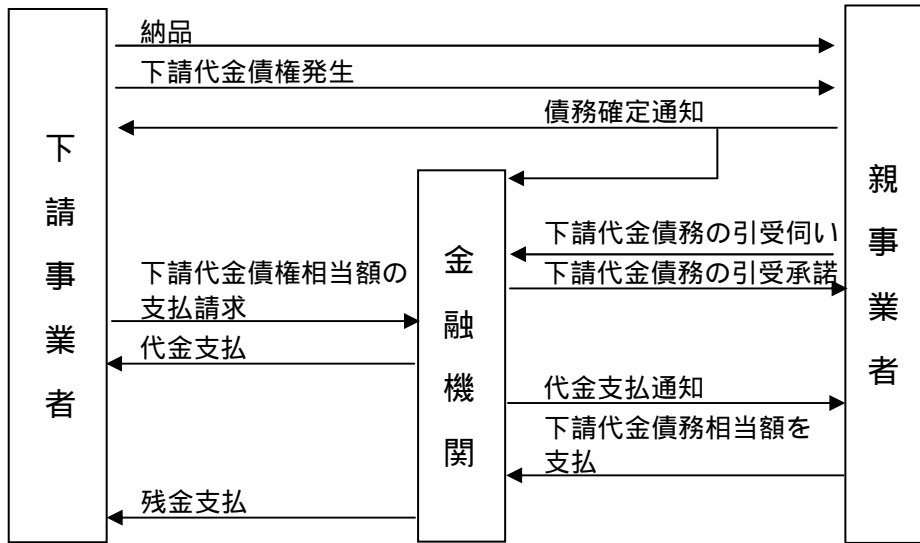 納品
下請代金債権発生
債務確定通知
下請事業者
金融機関
親事業者
下請代金債務の引受伺い
下請代金債権相当額の
支払請求
下請代金債務の引受承諾
代金支払
代金支払通知
下請代金債務相当額を
支払
残金支払